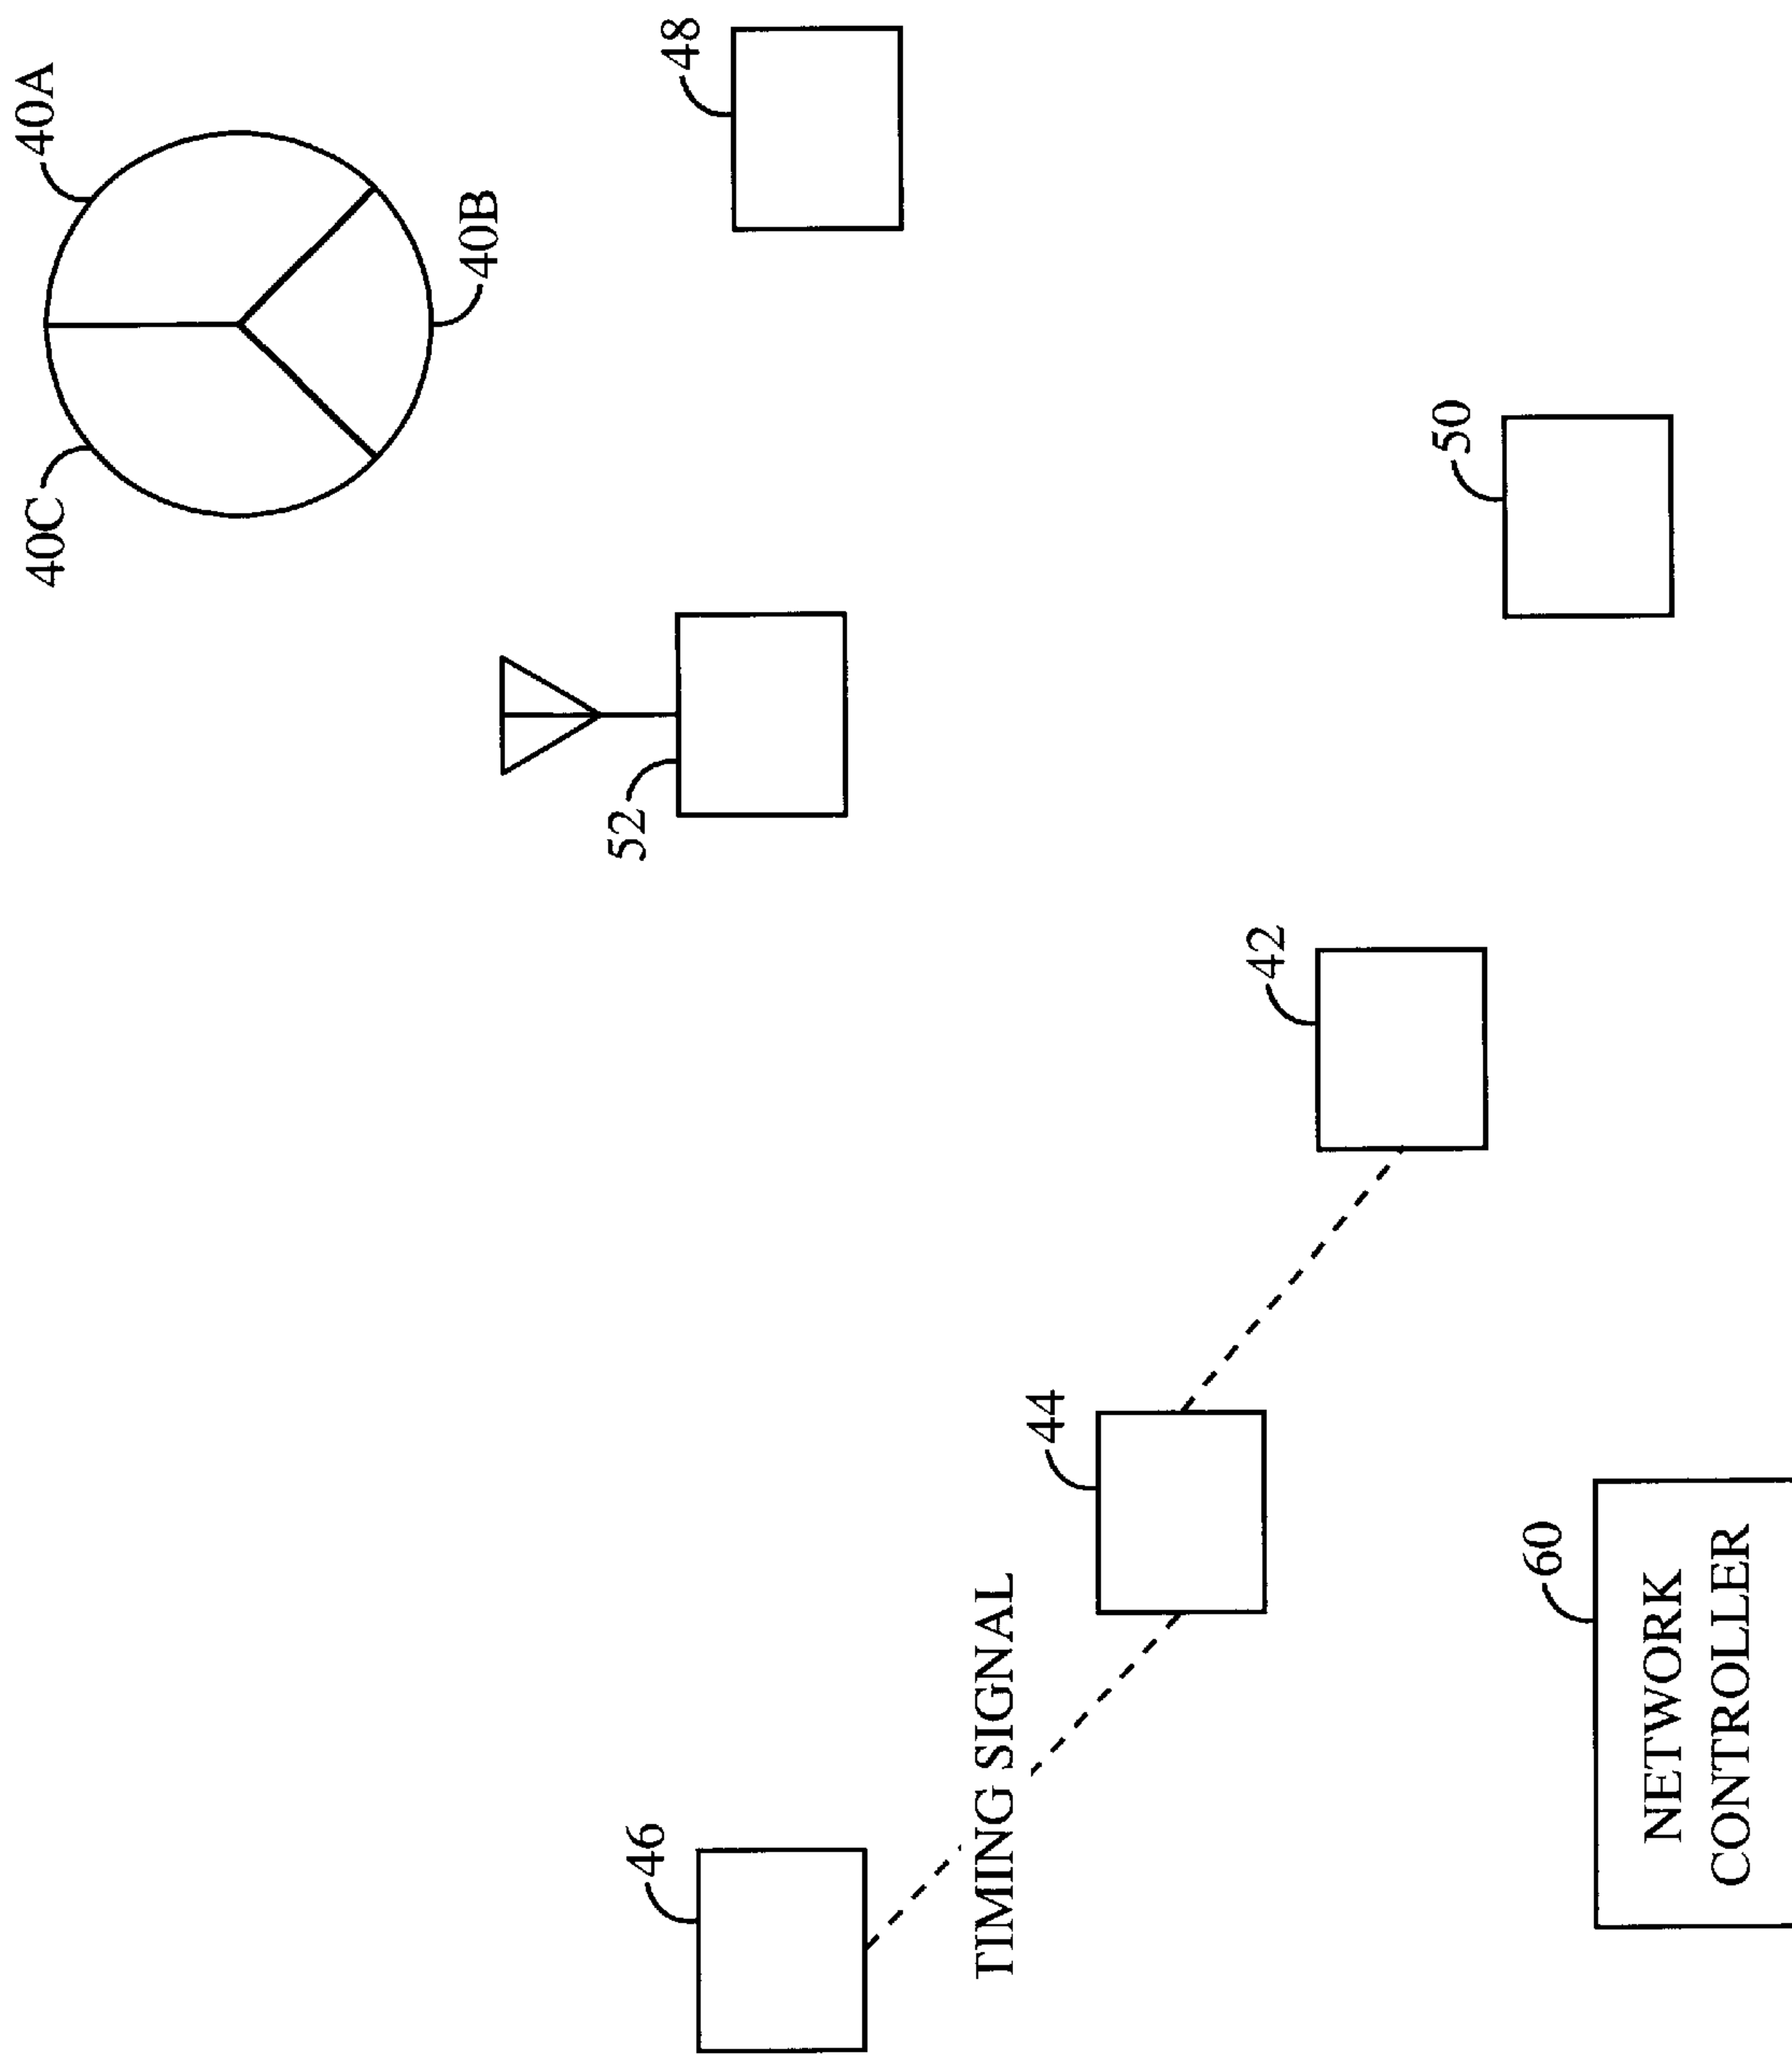 40C
40A
40B
52
48
46
TIMING SIGNAL
44
42
50
60
NETWORK
CONTROLLER